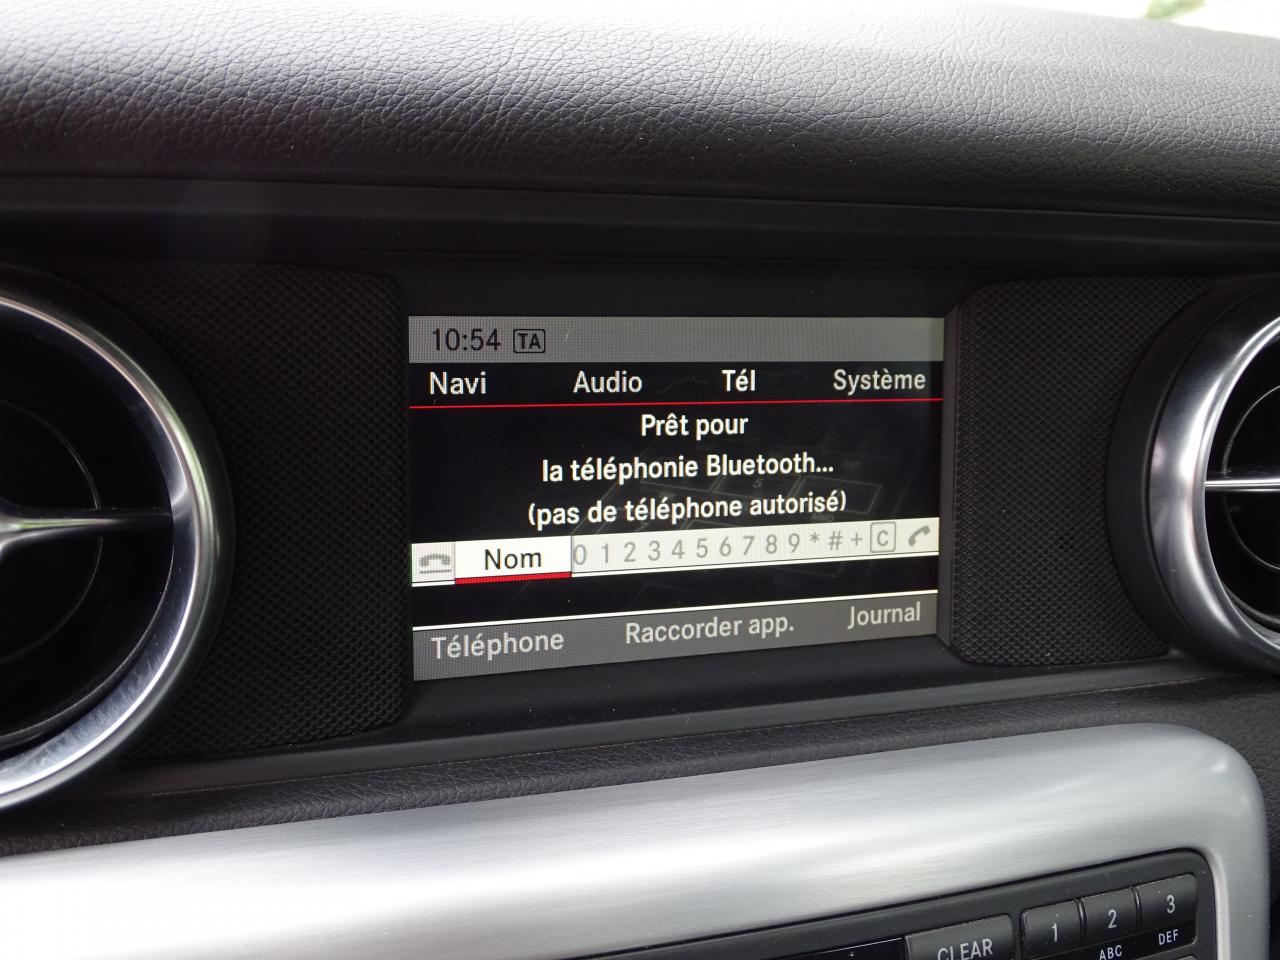 10:54 TA
Navi Audio Tél Système
Prêt pour
la téléphonie Bluetooth...
(pas de téléphone autorisé)
Nom 0 1 2 3 4 5 6 7 8 9 * # + C
Téléphone Raccorder app. Journal
CLEAR 1 2 3
ABC DEF